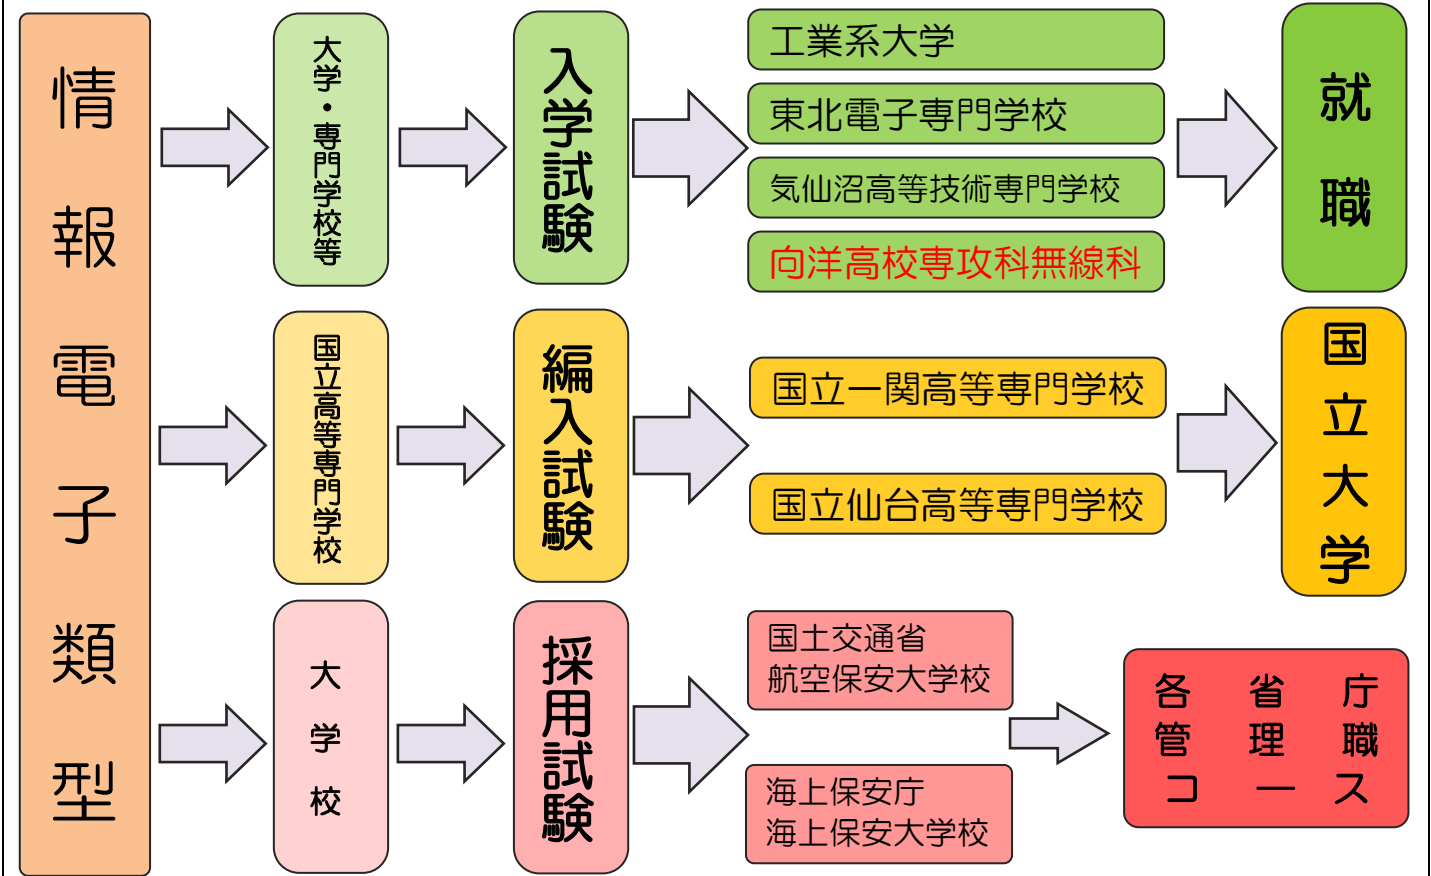 情報電子類型
大学・専門学校等
入学試験
工業系大学
東北電子専門学校
気仙沼高等技術専門学校
向洋高校専攻科無線科
就職
国立高等専門学校
編入試験
国立一関高等専門学校
国立仙台高等専門学校
国立大学
大学校
採用試験
国土交通省
航空保安大学校
海上保安庁
海上保安大学校
各省庁
管理職
コース